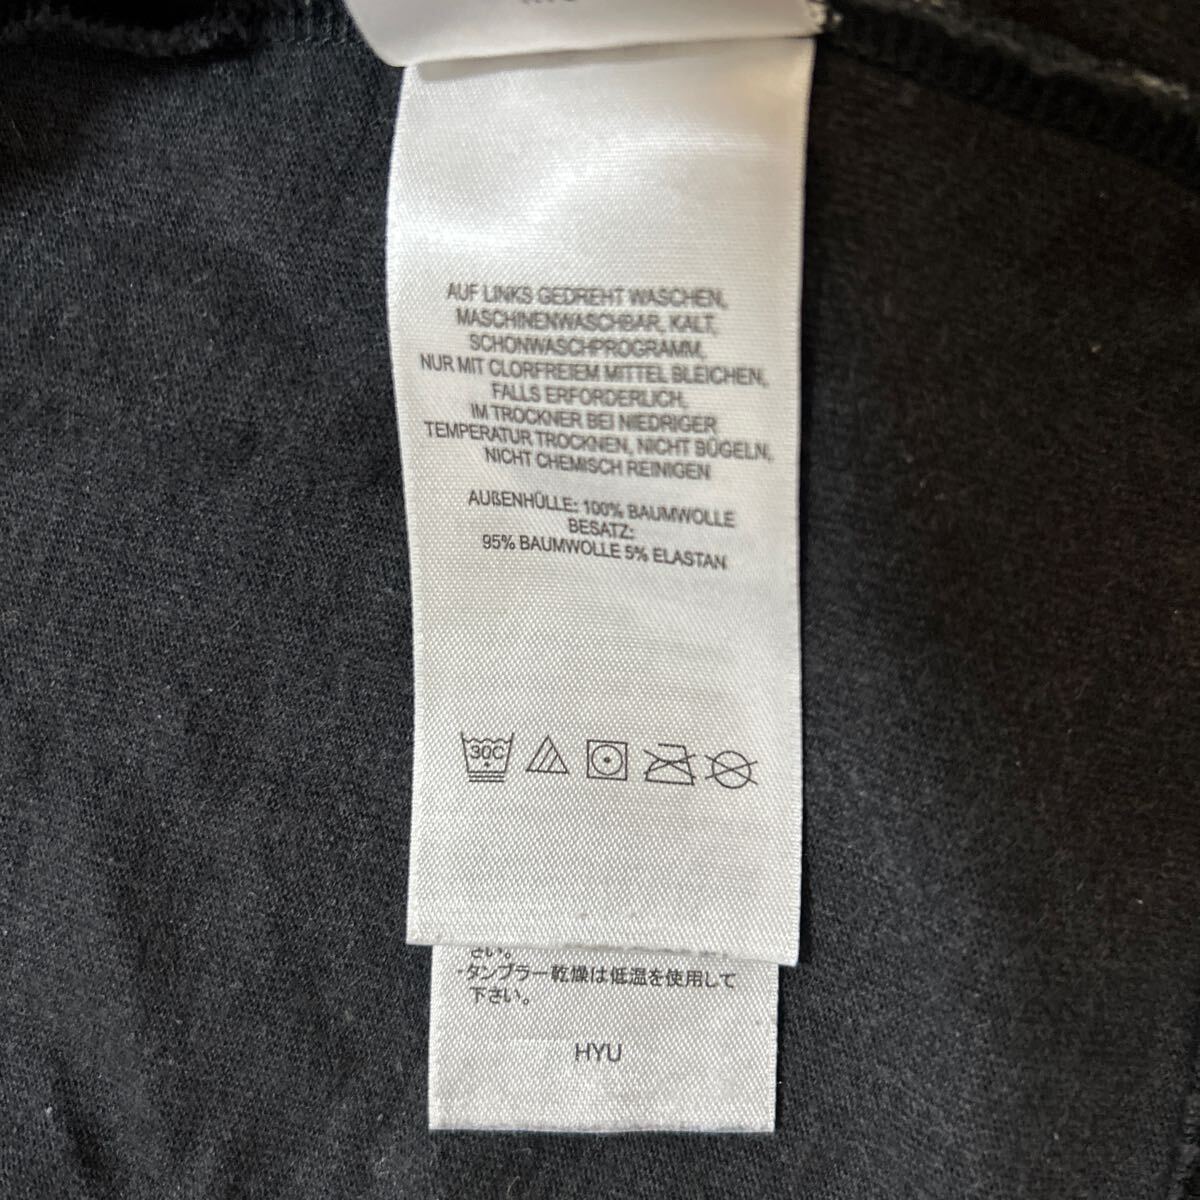 AUF LINKS GEDREHT WASCHEN,
MASCHINENWASCHBAR, KALT,
SCHONWASCHPROGRAMM,
NUR MIT CLORFREIEM MITTEL BLEICHEN,
FALLS ERFORDERLICH,
IM TROCKNER BEI NIEDRIGER
TEMPERATUR TROCKNEN, NICHT BÜGELN,
NICHT CHEMISCH REINIGEN
AUßENHÜLLE: 100% BAUMWOLLE
BESATZ:
95% BAUMWOLLE 5% ELASTAN
30C
さい。
・タンブラー乾燥は低温を使用して
下さい。
HYU